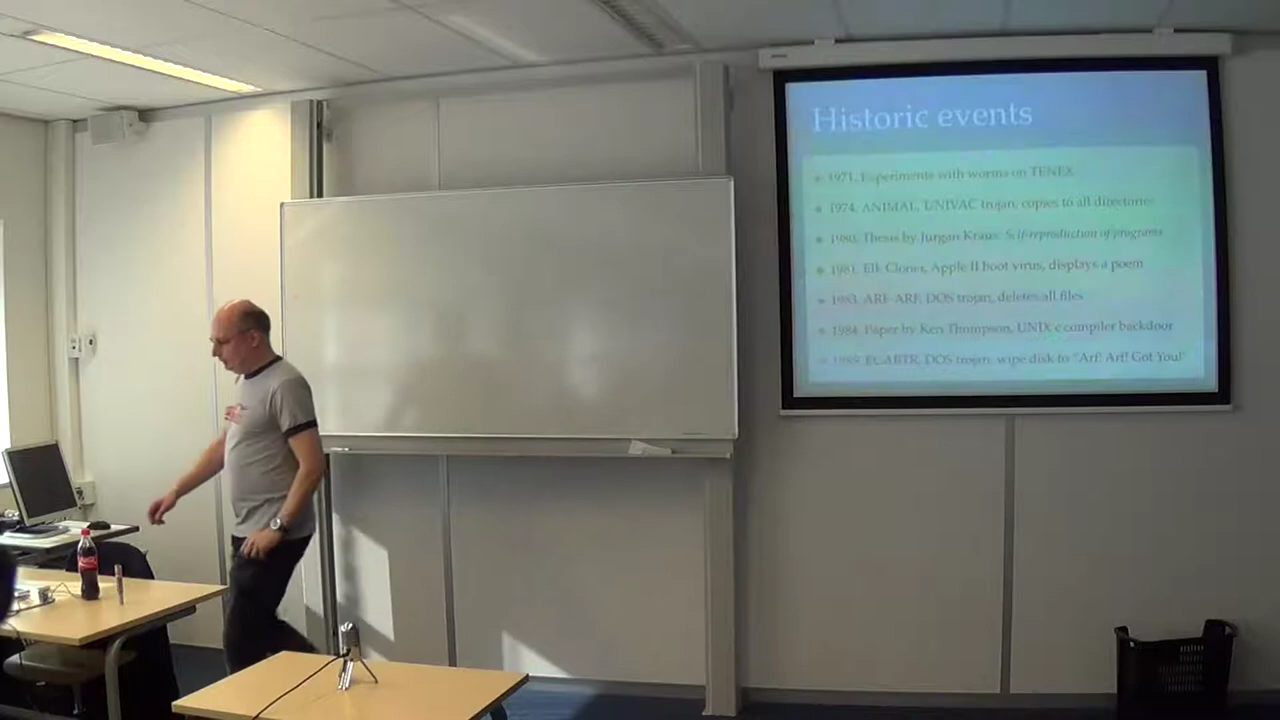 Historic events
1971, Experiments with worms on TENEX
1974, ANIMAL, UNIVAC trojan, copies to all directories
1980, Thesis by Jurgan Kraus: Self-reproduction of programs
1981, Elk Cloner, Apple II boot virus, displays a poem
1983, ARF-ARF, DOS trojan, deletes all files
1984, Paper by Ken Thompson, UNIX c compiler backdoor
DOS trojan, wipe disk to "Arf! Arf! Got You!"